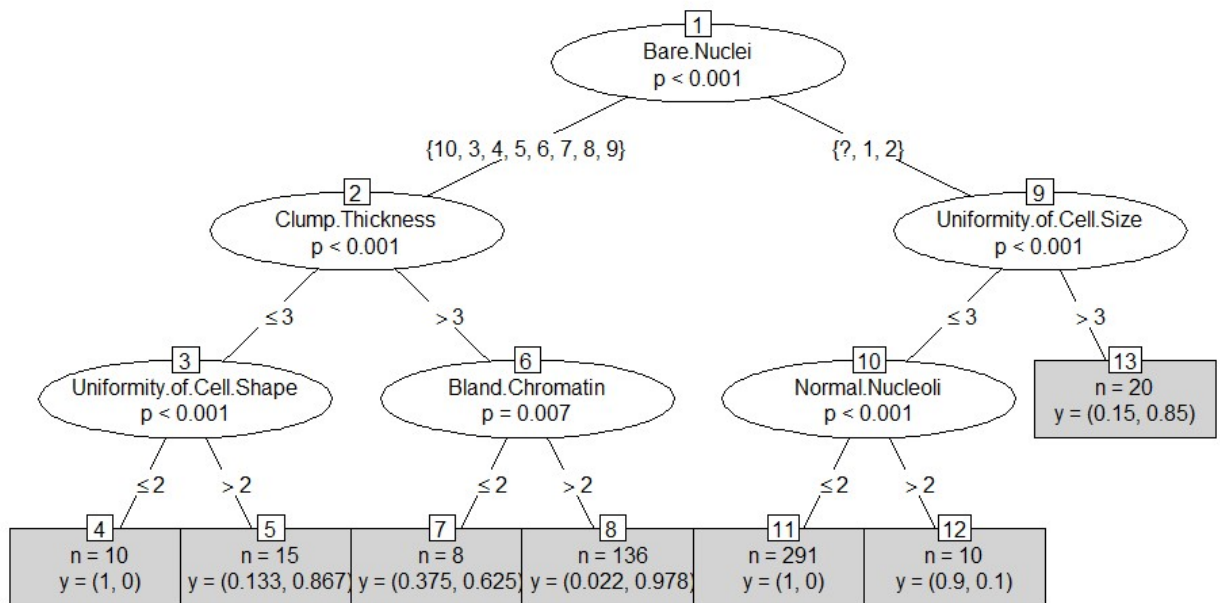 1
Bare.Nuclei
p < 0.001
{10, 3, 4, 5, 6, 7, 8, 9}
{?, 1, 2}
2
Clump.Thickness
p < 0.001
9
Uniformity.of.Cell.Size
p < 0.001
≤ 3
> 3
≤ 3
> 3
3
Uniformity.of.Cell.Shape
p < 0.001
6
Bland.Chromatin
p = 0.007
10
Normal.Nucleoli
p < 0.001
13
n = 20
y = (0.15, 0.85)
≤ 2
> 2
≤ 2
> 2
≤ 2
> 2
4
n = 10
y = (1, 0)
5
n = 15
y = (0.133, 0.867)
7
n = 8
y = (0.375, 0.625)
8
n = 136
y = (0.022, 0.978)
11
n = 291
y = (1, 0)
12
n = 10
y = (0.9, 0.1)